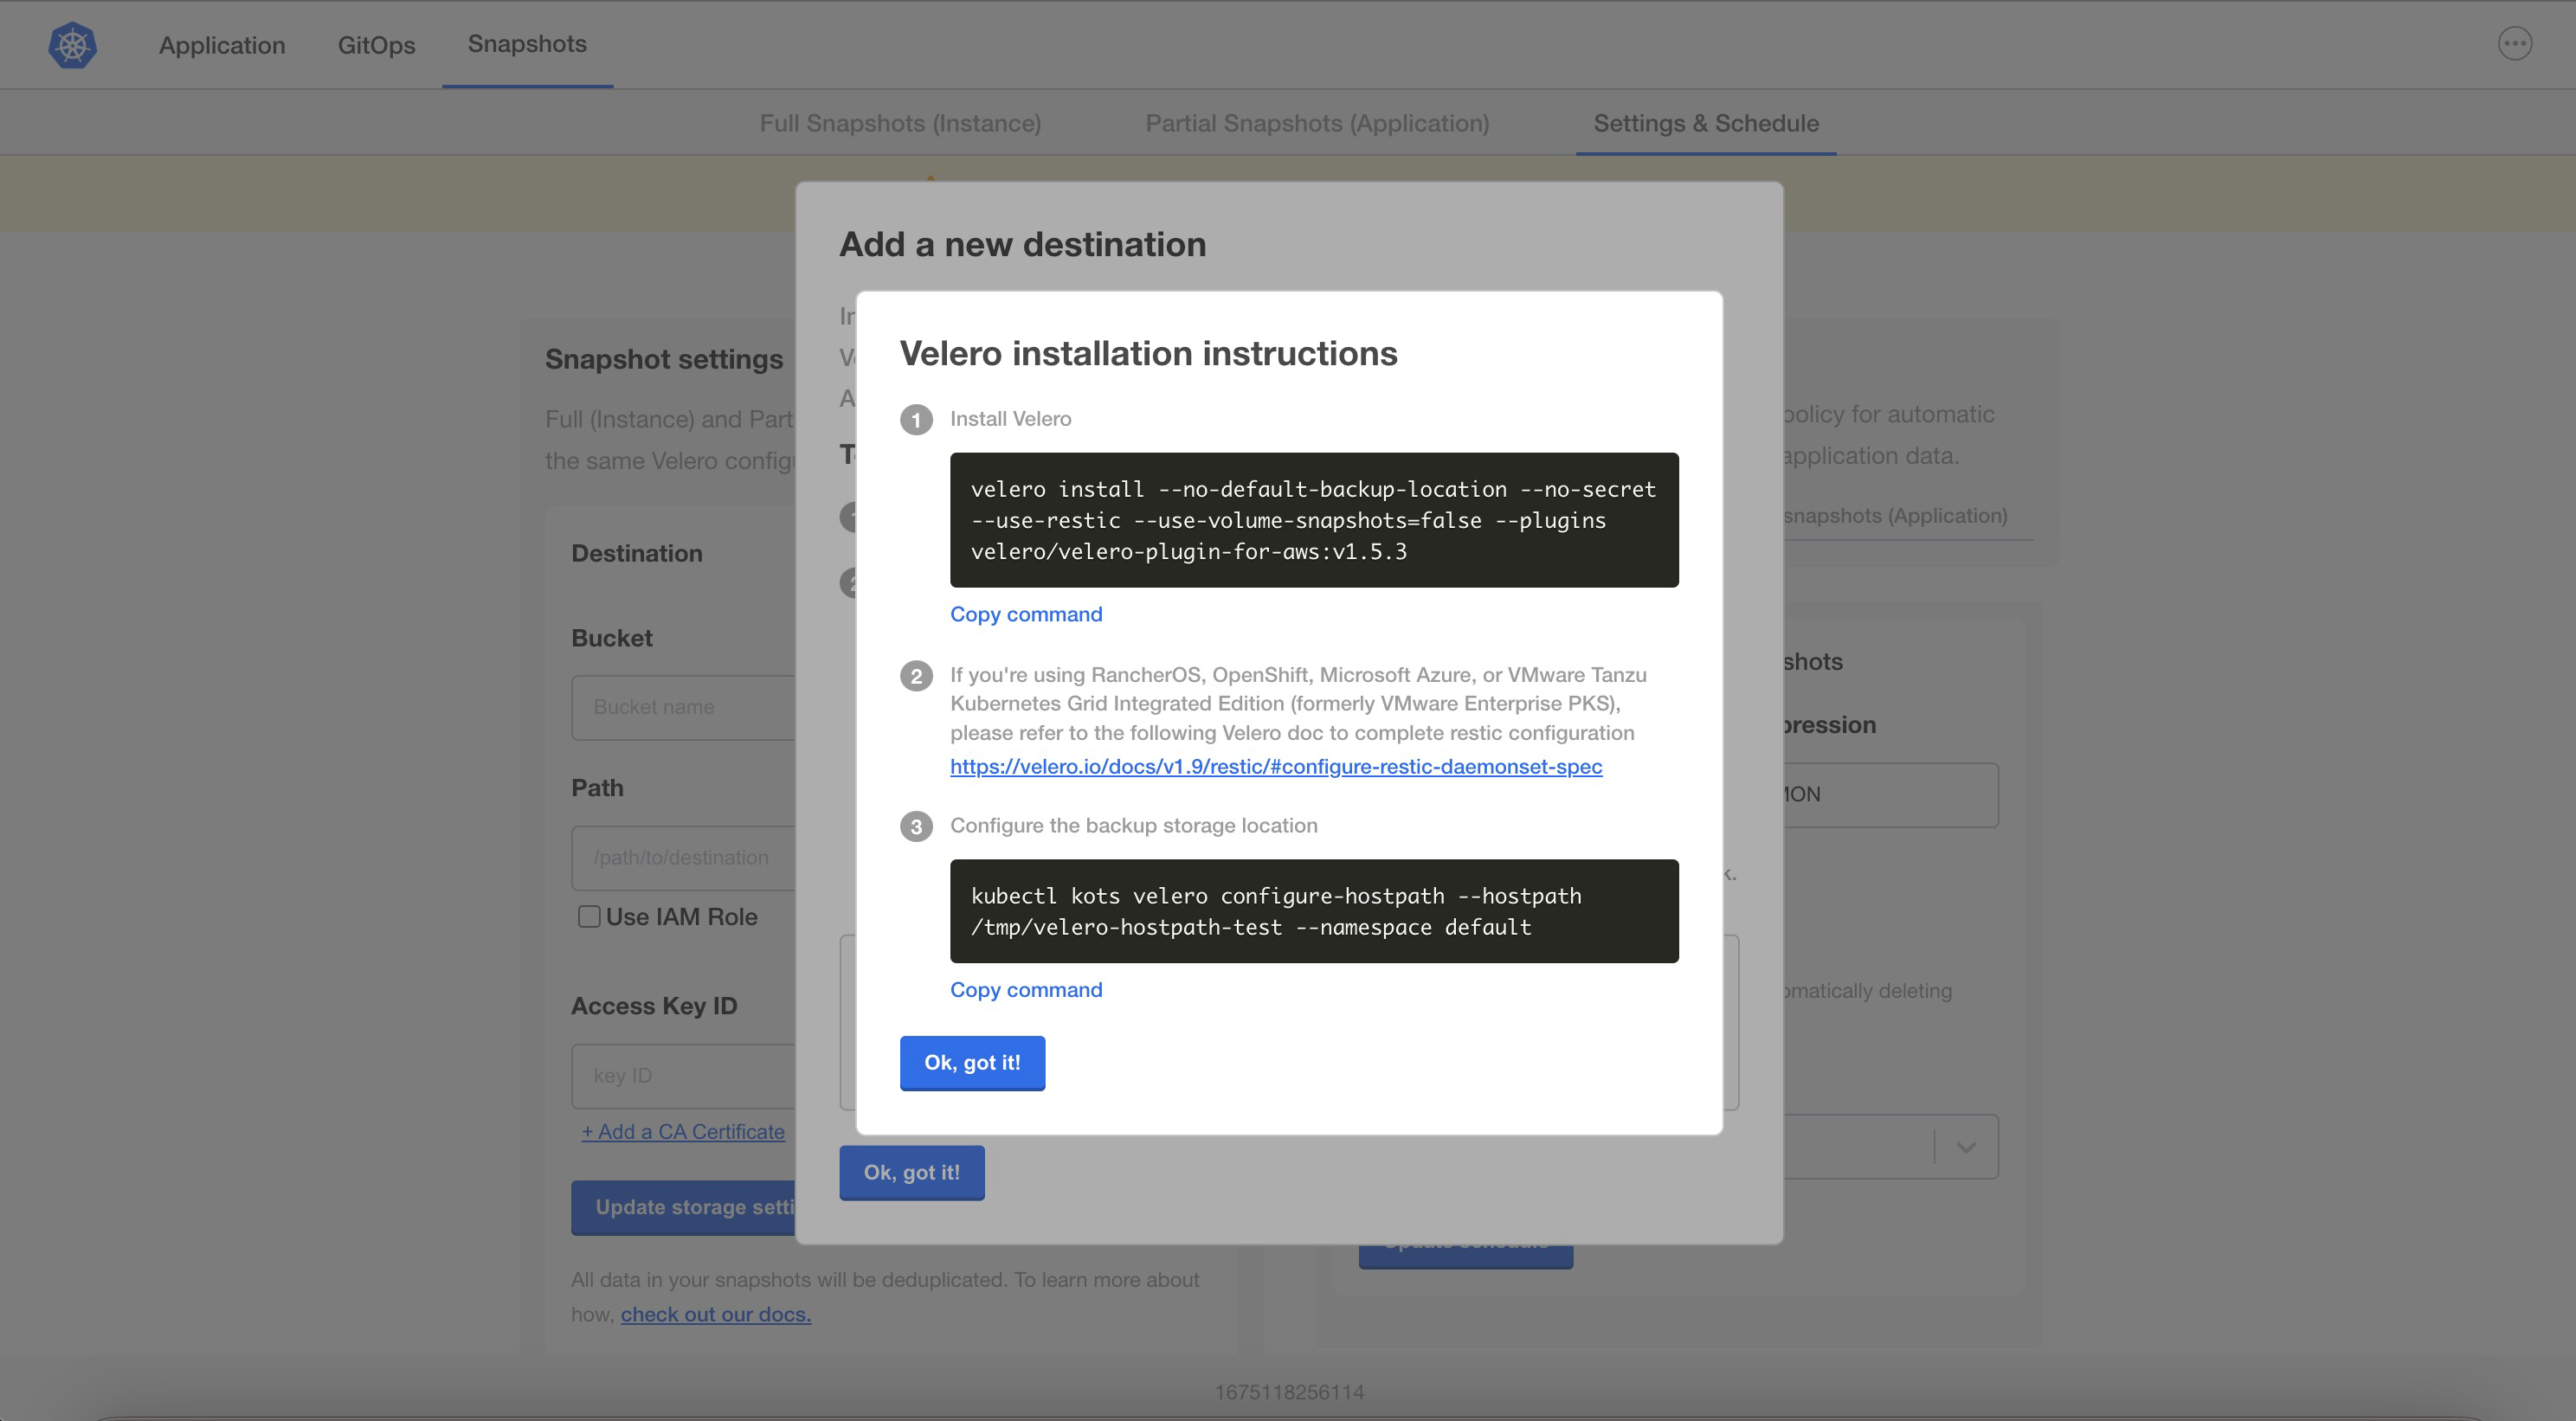 Application
GitOps
Snapshots
Full Snapshots (Instance)
Partial Snapshots (Application)
Settings & Schedule
Add a new destination
Snapshot settings
Full (Instance) and Part
the same Velero
Destination
Bucket
Bucket name
Path
/path/to/destination
Use IAM Role
Access Key ID
key ID
+ Add a CA Certificate
Update storage
All data in your snapshots will be deduplicated. To learn more about
how, check out our docs.
Velero installation instructions
1 Install Velero
velero install --no-default-backup-location --no-secret
--use-restic --use-volume-snapshots=false --plugins
velero/velero-plugin-for-aws:v1.5.3
Copy command
2 If you're using RancherOS, OpenShift, Microsoft Azure, or VMware Tanzu
Kubernetes Grid Integrated Edition (formerly VMware Enterprise PKS),
please refer to the following Velero doc to complete restic configuration
https://velero.io/docs/v1.9/restic/#configure-restic-daemonset-spec
3 Configure the backup storage location
kubectl kots velero configure-hostpath --hostpath
/tmp/velero-hostpath-test --namespace default
Copy command
Ok, got it!
Ok, got it!
policy for automatic
application data.
snapshots (Application)
shots
pression
MON
k.
omatically deleting
1675118256114